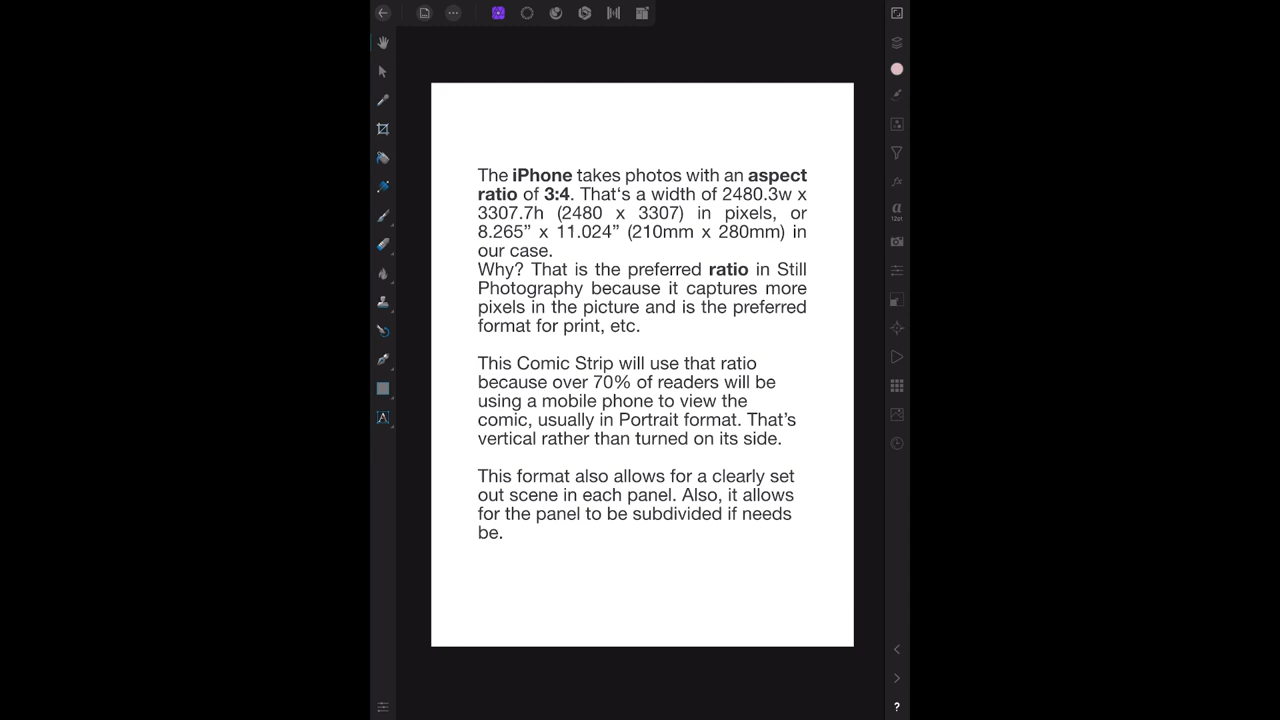 The iPhone takes photos with an aspect
ratio of 3:4. That‘s a width of 2480.3w x
3307.7h (2480 x 3307) in pixels, or
8.265” x 11.024” (210mm x 280mm) in
our case.
Why? That is the preferred ratio in Still
Photography because it captures more
pixels in the picture and is the preferred
format for print, etc.
This Comic Strip will use that ratio
because over 70% of readers will be
using a mobile phone to view the
comic, usually in Portrait format. That’s
vertical rather than turned on its side.
This format also allows for a clearly set
out scene in each panel. Also, it allows
for the panel to be subdivided if needs
be.
A
fx
a
12pt
?